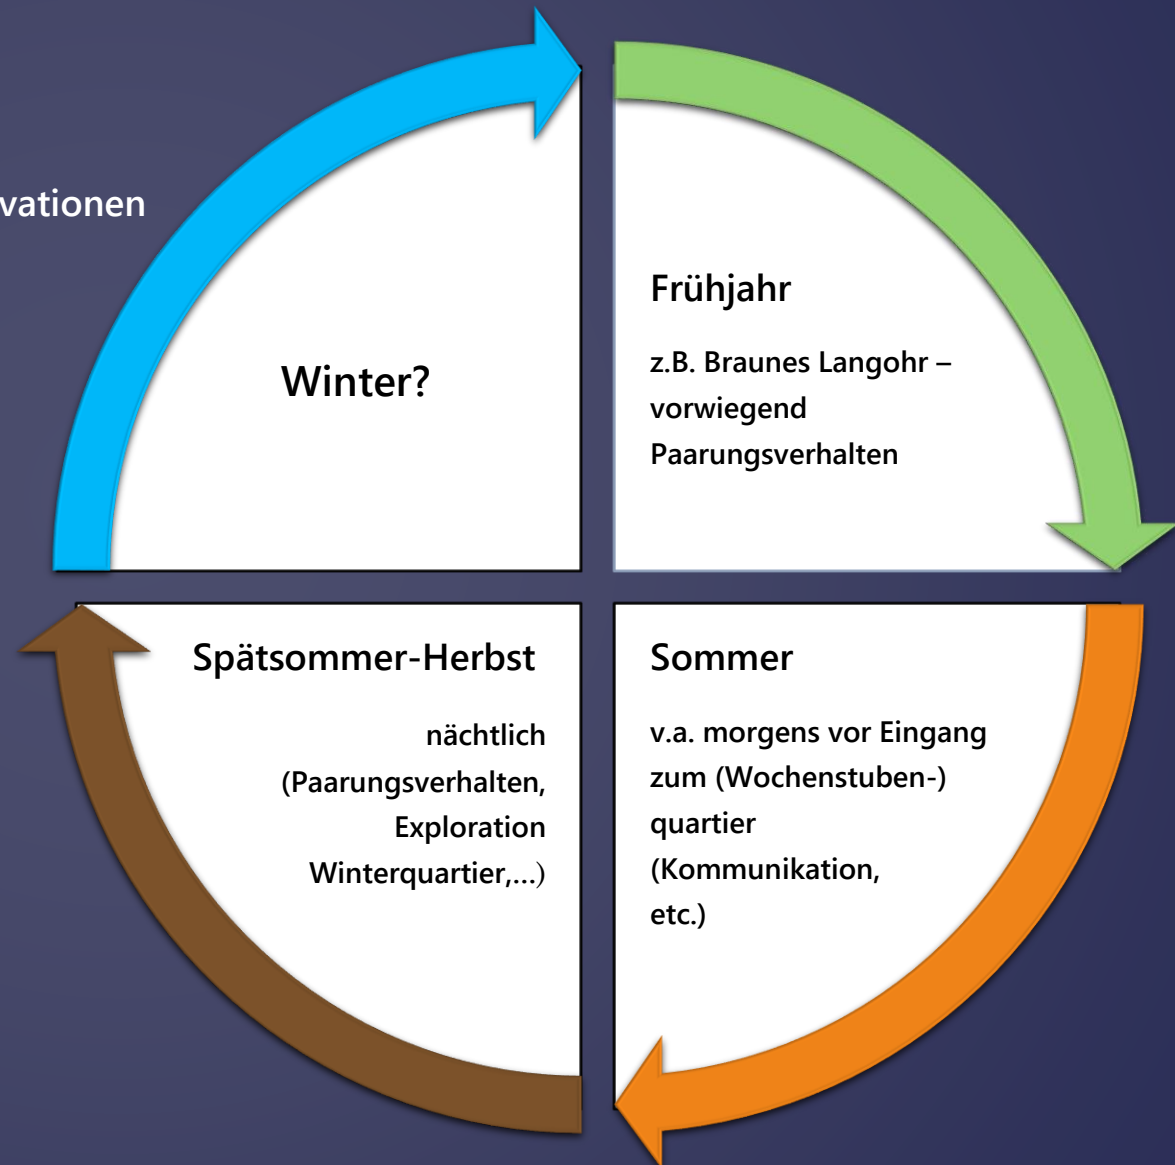 vationen
Winter?
Frühjahr
z.B. Braunes Langohr –
vorwiegend
Paarungsverhalten
Spätsommer-Herbst
nächtlich
(Paarungsverhalten,
Exploration
Winterquartier,...)
Sommer
v.a. morgens vor Eingang
zum (Wochenstuben-)
quartier
(Kommunikation,
etc.)